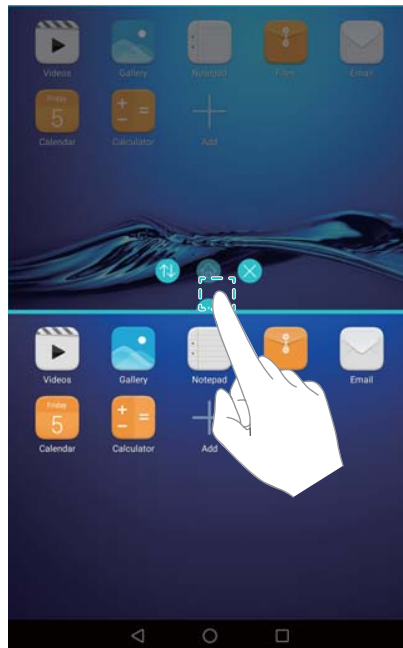 Videos Gallery Notepad Files Email
Friday
5
Calendar Calculator Add
Videos Gallery Notepad Email
Friday
5
Calendar Calculator Add